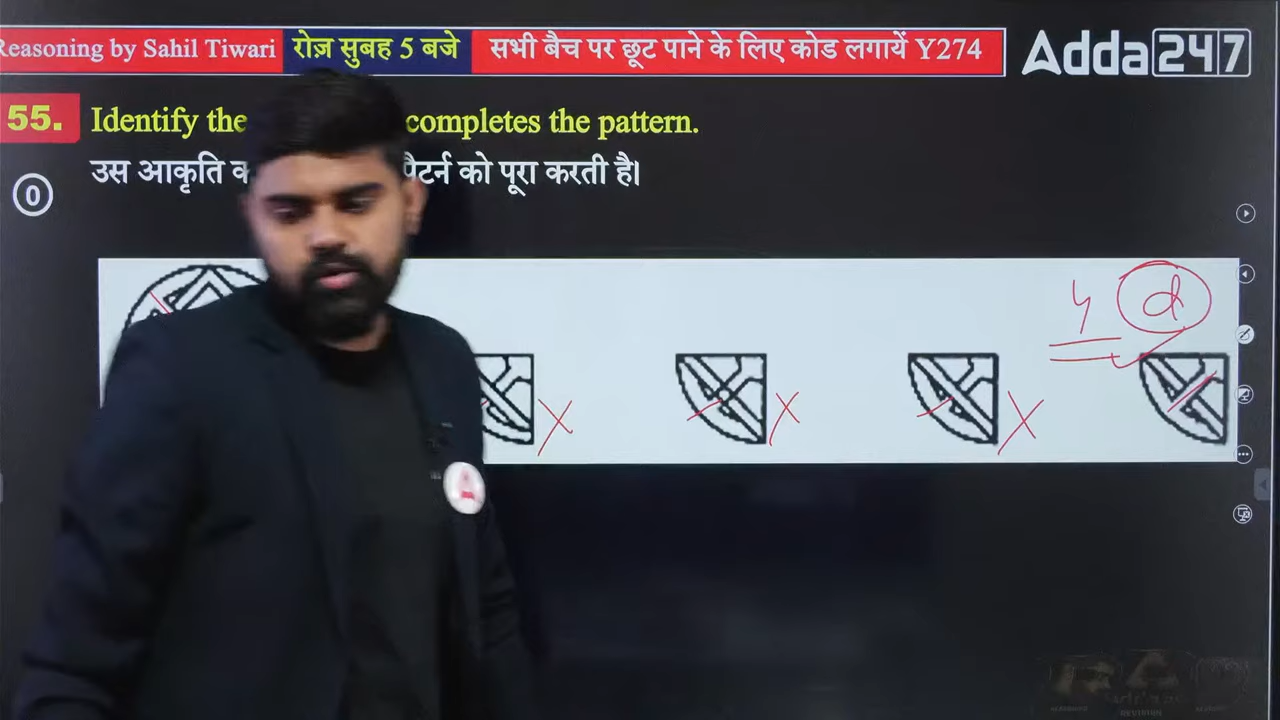 Reasoning by Sahil Tiwari रोज़ सुबह 5 बजे सभी बैच पर छूट पाने के लिए कोड लगायें Y274 Adda247
55. Identify the completes the pattern.
0 उस आकृति पैटर्न को पूरा करती है।
4 d
X X X